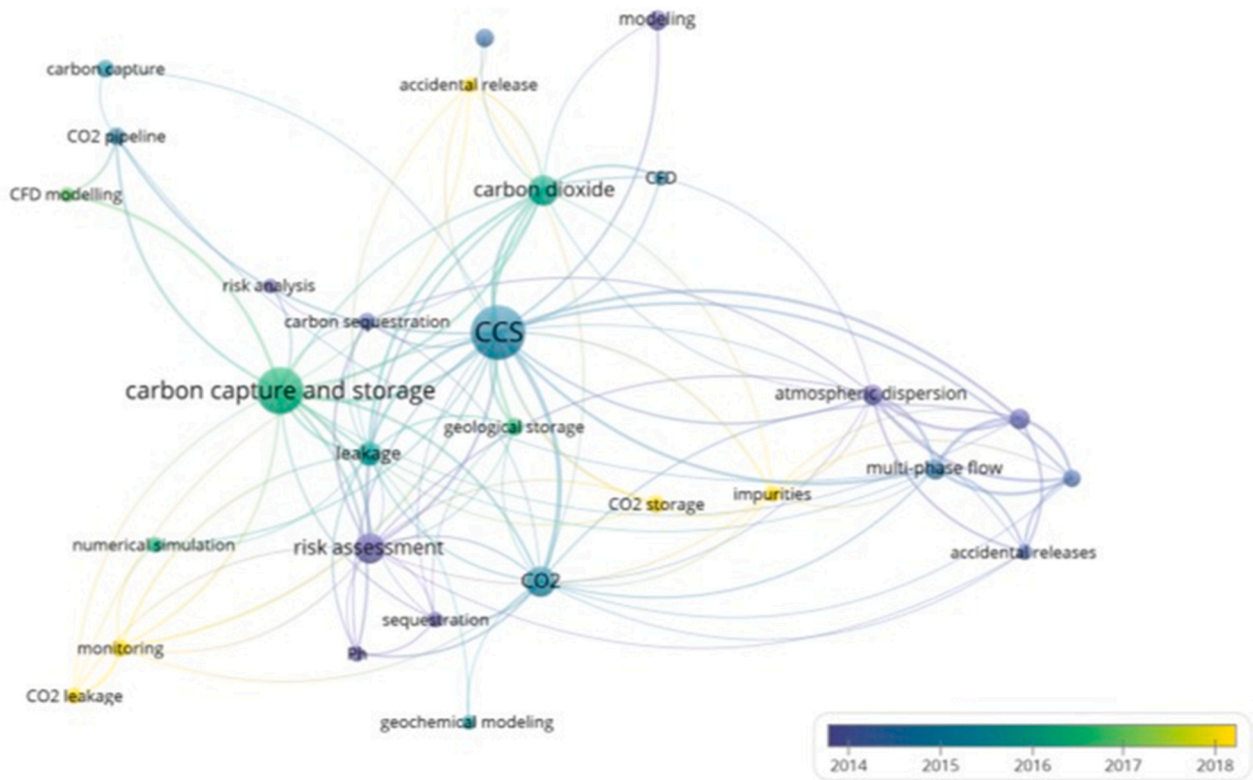 modeling
carbon capture
accidental release
CO2 pipeline
CFD
carbon dioxide
CFD modelling
risk analysis
carbon sequestration
CCS
carbon capture and storage
atmospheric dispersion
geological storage
leakage
multi-phase flow
impurities
CO2 storage
numerical simulation
risk assessment
accidental releases
CO2
sequestration
monitoring
Ph
CO2 leakage
geochemical modeling
2014 2015 2016 2017 2018